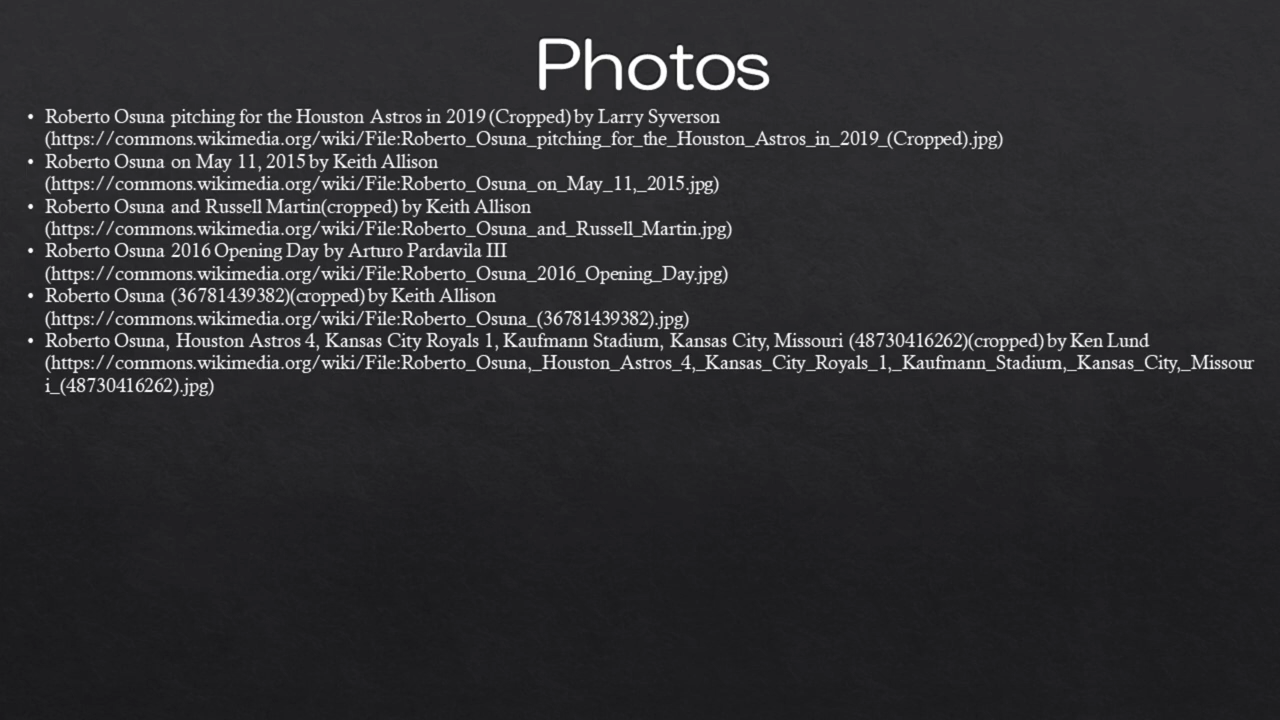 Photos
• Roberto Osuna pitching for the Houston Astros in 2019 (Cropped) by Larry Syverson
(https://commons.wikimedia.org/wiki/File:Roberto_Osuna_pitching_for_the_Houston_Astros_in_2019_(Cropped).jpg)
• Roberto Osuna on May 11, 2015 by Keith Allison
(https://commons.wikimedia.org/wiki/File:Roberto_Osuna_on_May_11,_2015.jpg)
• Roberto Osuna and Russell Martin(cropped) by Keith Allison
(https://commons.wikimedia.org/wiki/File:Roberto_Osuna_and_Russell_Martin.jpg)
• Roberto Osuna 2016 Opening Day by Arturo Pardavila III
(https://commons.wikimedia.org/wiki/File:Roberto_Osuna_2016_Opening_Day.jpg)
• Roberto Osuna (36781439382)(cropped) by Keith Allison
(https://commons.wikimedia.org/wiki/File:Roberto_Osuna_(36781439382).jpg)
• Roberto Osuna, Houston Astros 4, Kansas City Royals 1, Kaufmann Stadium, Kansas City, Missouri (48730416262)(cropped) by Ken Lund
(https://commons.wikimedia.org/wiki/File:Roberto_Osuna,_Houston_Astros_4,_Kansas_City_Royals_1,_Kaufmann_Stadium,_Kansas_City,_Missour
i_(48730416262).jpg)